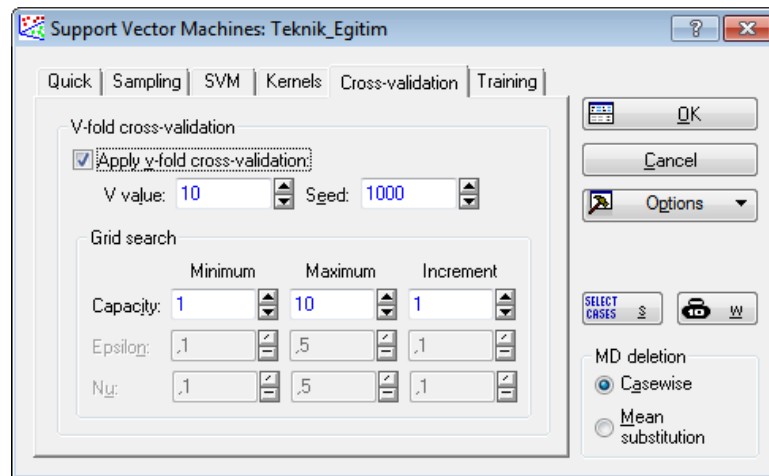 Support Vector Machines: Teknik_Egitim
Quick Sampling SVM Kernels Cross-validation Training
V-fold cross-validation
Apply v-fold cross-validation:
V value: 10 Seed: 1000
Grid search
Minimum Maximum Increment
Capacity: 1 10 1
Epsilon: ,1 ,5 ,1
Nu: ,1 ,5 ,1
OK
Cancel
Options
SELECT CASES S W
MD deletion
Casewise
Mean
substitution